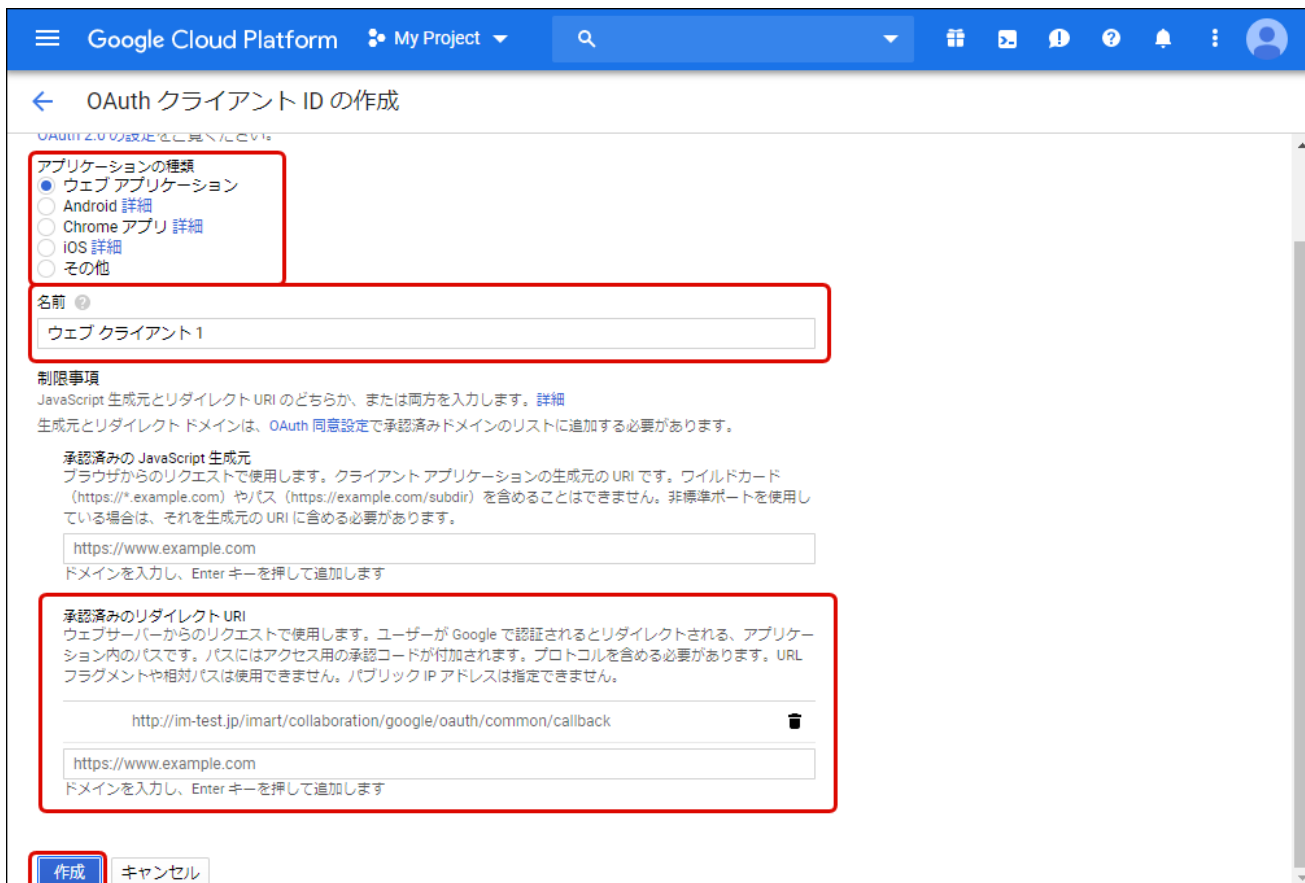 Google Cloud Platform My Project
OAuth クライアント ID の作成
OAuth 2.0 の設定をご覧ください。
アプリケーションの種類
ウェブ アプリケーション
Android 詳細
Chrome アプリ 詳細
iOS 詳細
その他
名前
ウェブ クライアント 1
制限事項
JavaScript 生成元とリダイレクト URI のどちらか、または両方を入力します。詳細
生成元とリダイレクト ドメインは、OAuth 同意設定で承認済みドメインのリストに追加する必要があります。
承認済みの JavaScript 生成元
ブラウザからのリクエストで使用します。クライアント アプリケーションの生成元の URI です。ワイルドカード
（https://*.example.com）やパス（https://example.com/subdir）を含めることはできません。非標準ポートを使用し
ている場合は、それを生成元の URI に含める必要があります。
https://www.example.com
ドメインを入力し、Enter キーを押して追加します
承認済みのリダイレクト URI
ウェブサーバーからのリクエストで使用します。ユーザーが Google で認証されるとリダイレクトされる、アプリケー
ション内のパスです。パスにはアクセス用の承認コードが付加されます。プロトコルを含める必要があります。URL
フラグメントや相対パスは使用できません。パブリック IP アドレスは指定できません。
http://im-test.jp/imart/collaboration/google/oauth/common/callback
https://www.example.com
ドメインを入力し、Enter キーを押して追加します
作成 キャンセル